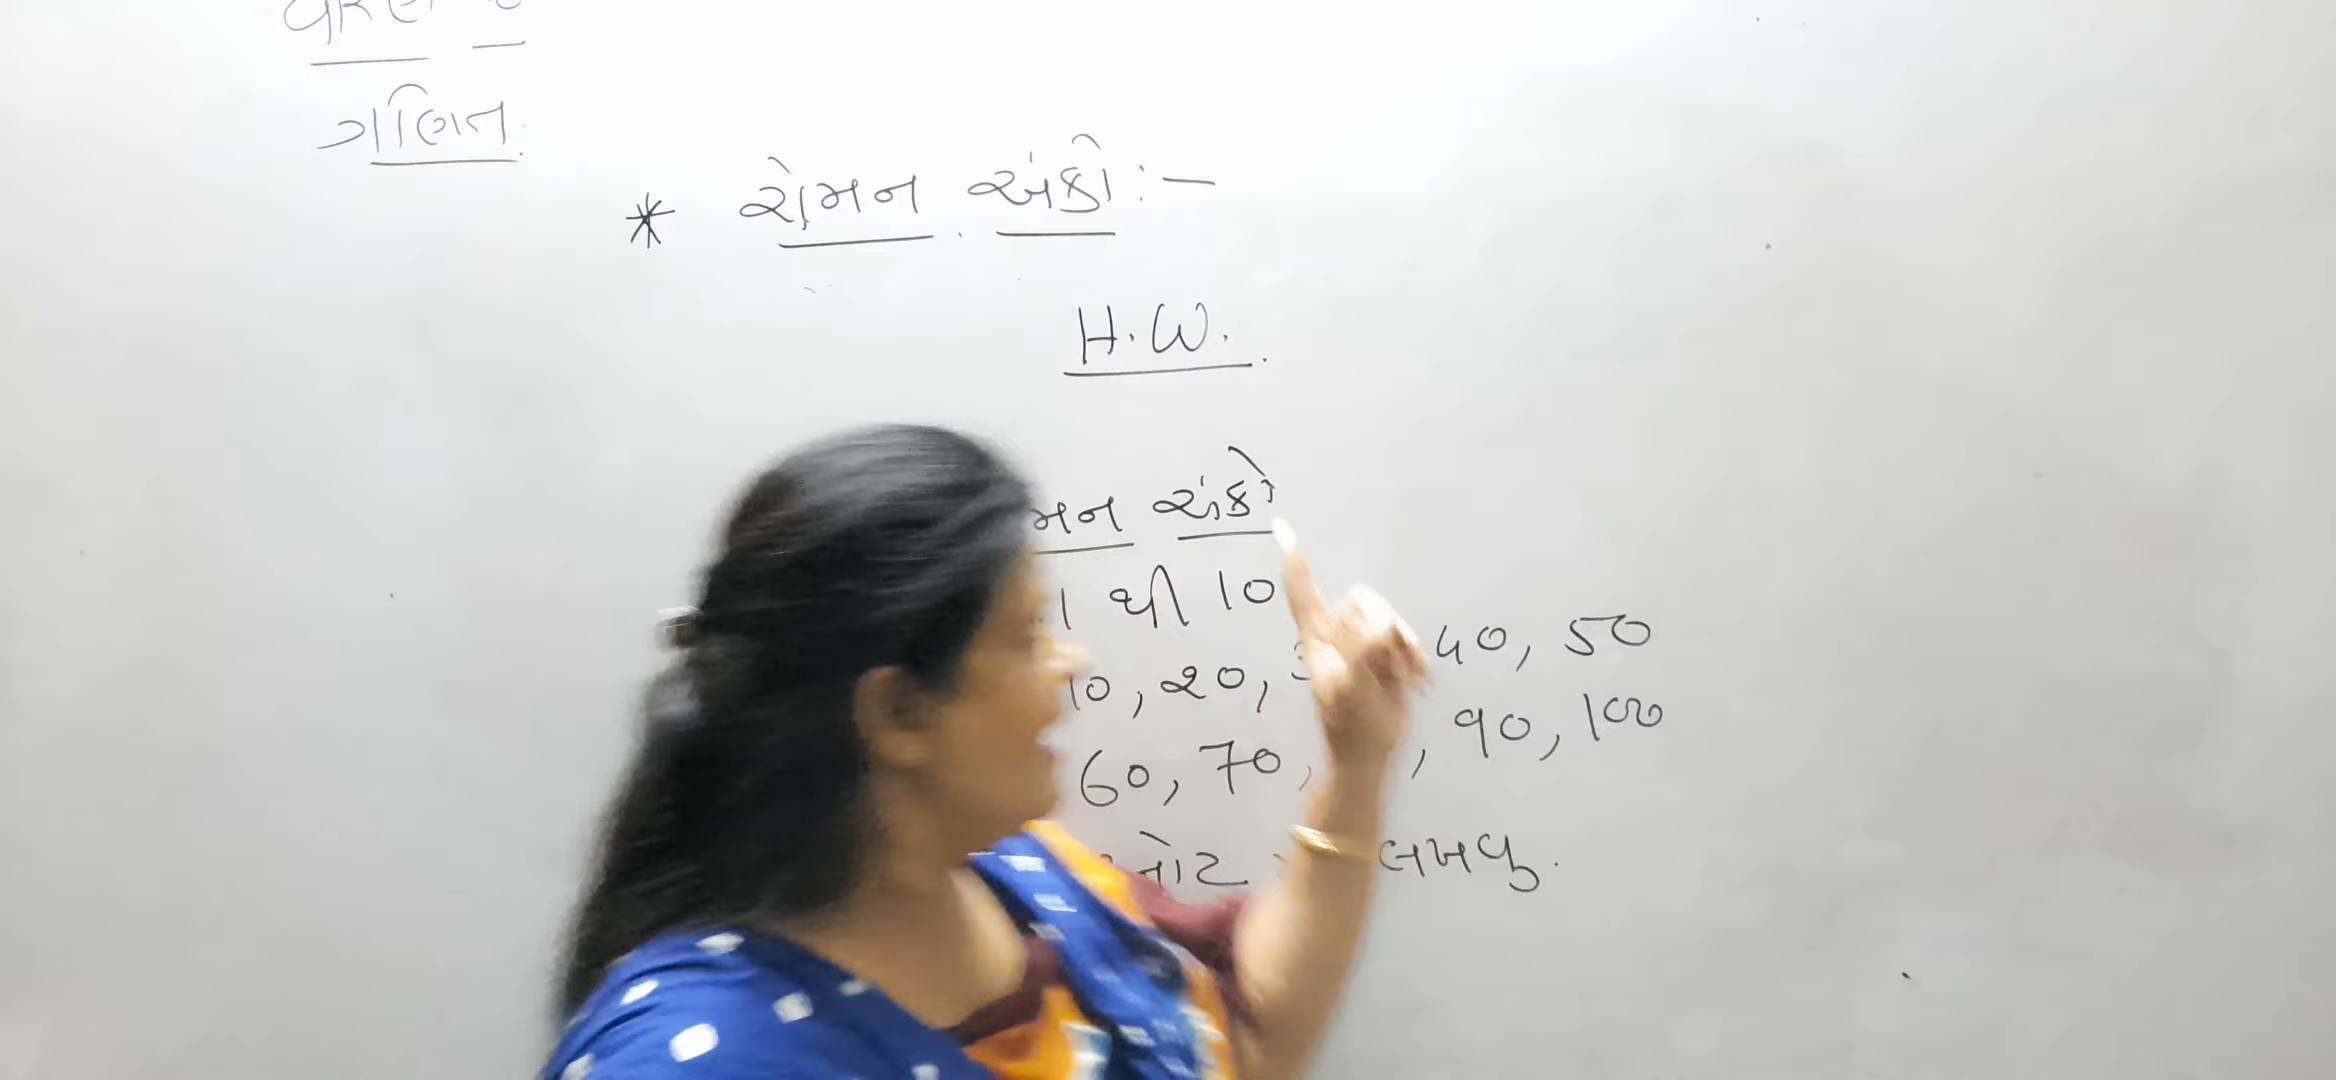 ગણિત
* રોમન અંકો :-
H.W.
મન અંકો
1 થી 10
10, 20, 40, 50
60, 70, , 90, 100
નોટ લખવુ.